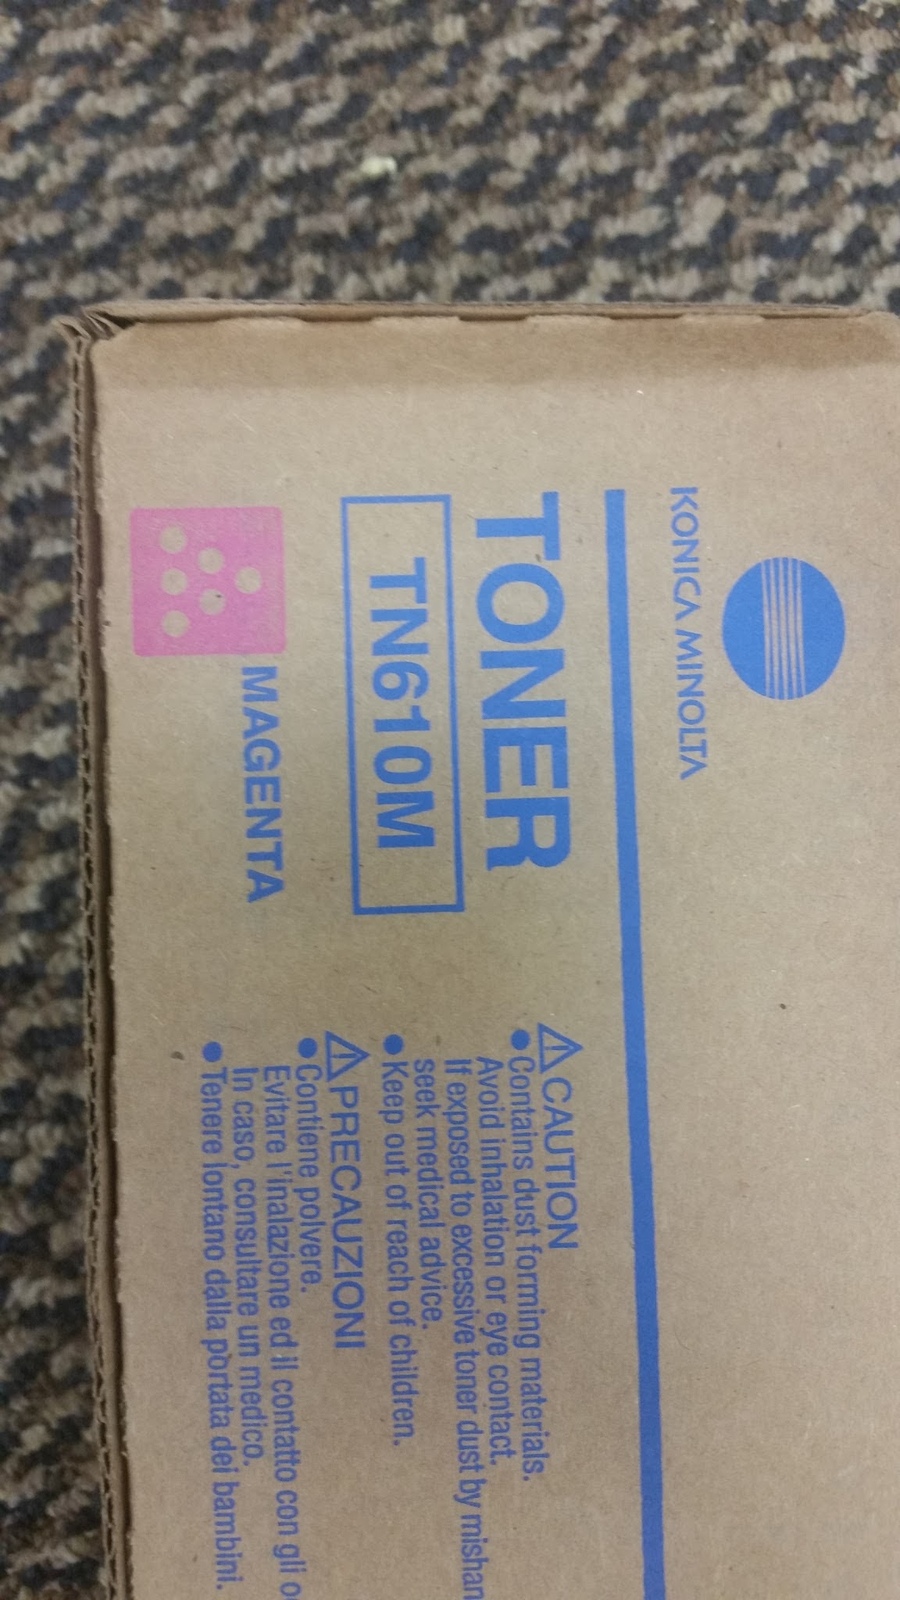 KONICA MINOLTA
TONER
TN610M
MAGENTA
CAUTION
●Contains dust forming materials.
Avoid inhalation or eye contact.
If exposed to excessive toner dust by mishan
seek medical advice.
●Keep out of reach of children.
PRECAUZIONI
●Contiene polvere.
Evitare l'inalazione ed il contatto con gli
In caso, consultare un medico.
●Tenere lontano dalla portata dei bambini.